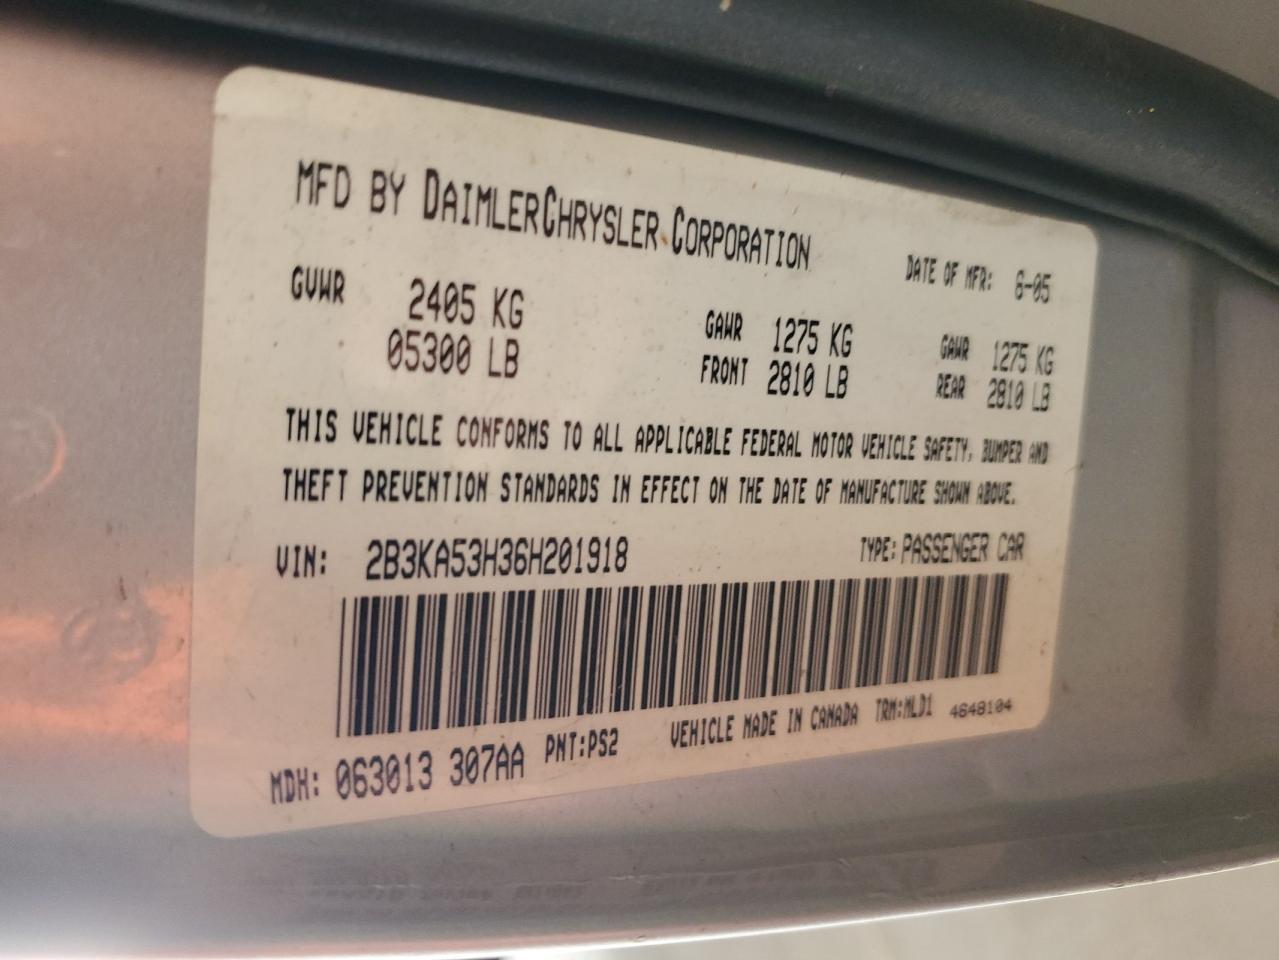 MFD BY DAIMLERCHRYSLER CORPORATION
DATE OF MFR: 6-05
GVWR 2405 KG
05300 LB
GAWR 1275 KG
FRONT 2810 LB
GAWR 1275 KG
REAR 2810 LB
THIS VEHICLE CONFORMS TO ALL APPLICABLE FEDERAL MOTOR VEHICLE SAFETY, BUMPER AND
THEFT PREVENTION STANDARDS IN EFFECT ON THE DATE OF MANUFACTURE SHOWN ABOVE.
VIN: 2B3KA53H36H201918 TYPE: PASSENGER CAR
MDH: 063013 307AA PNT:PS2 VEHICLE MADE IN CANADA TRM:MLD1 4648104